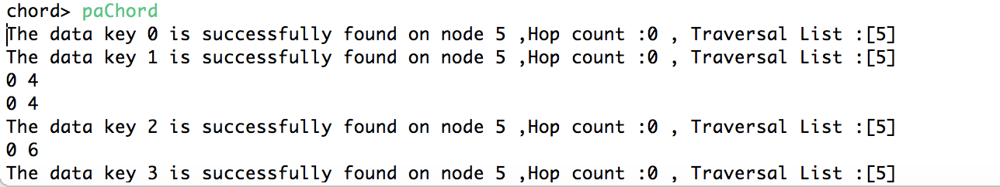 chord> paChord
The data key 0 is successfully found on node 5 ,Hop count :0 , Traversal List :[5]
The data key 1 is successfully found on node 5 ,Hop count :0 , Traversal List :[5]
0 4
0 4
The data key 2 is successfully found on node 5 ,Hop count :0 , Traversal List :[5]
0 6
The data key 3 is successfully found on node 5 ,Hop count :0 , Traversal List :[5]